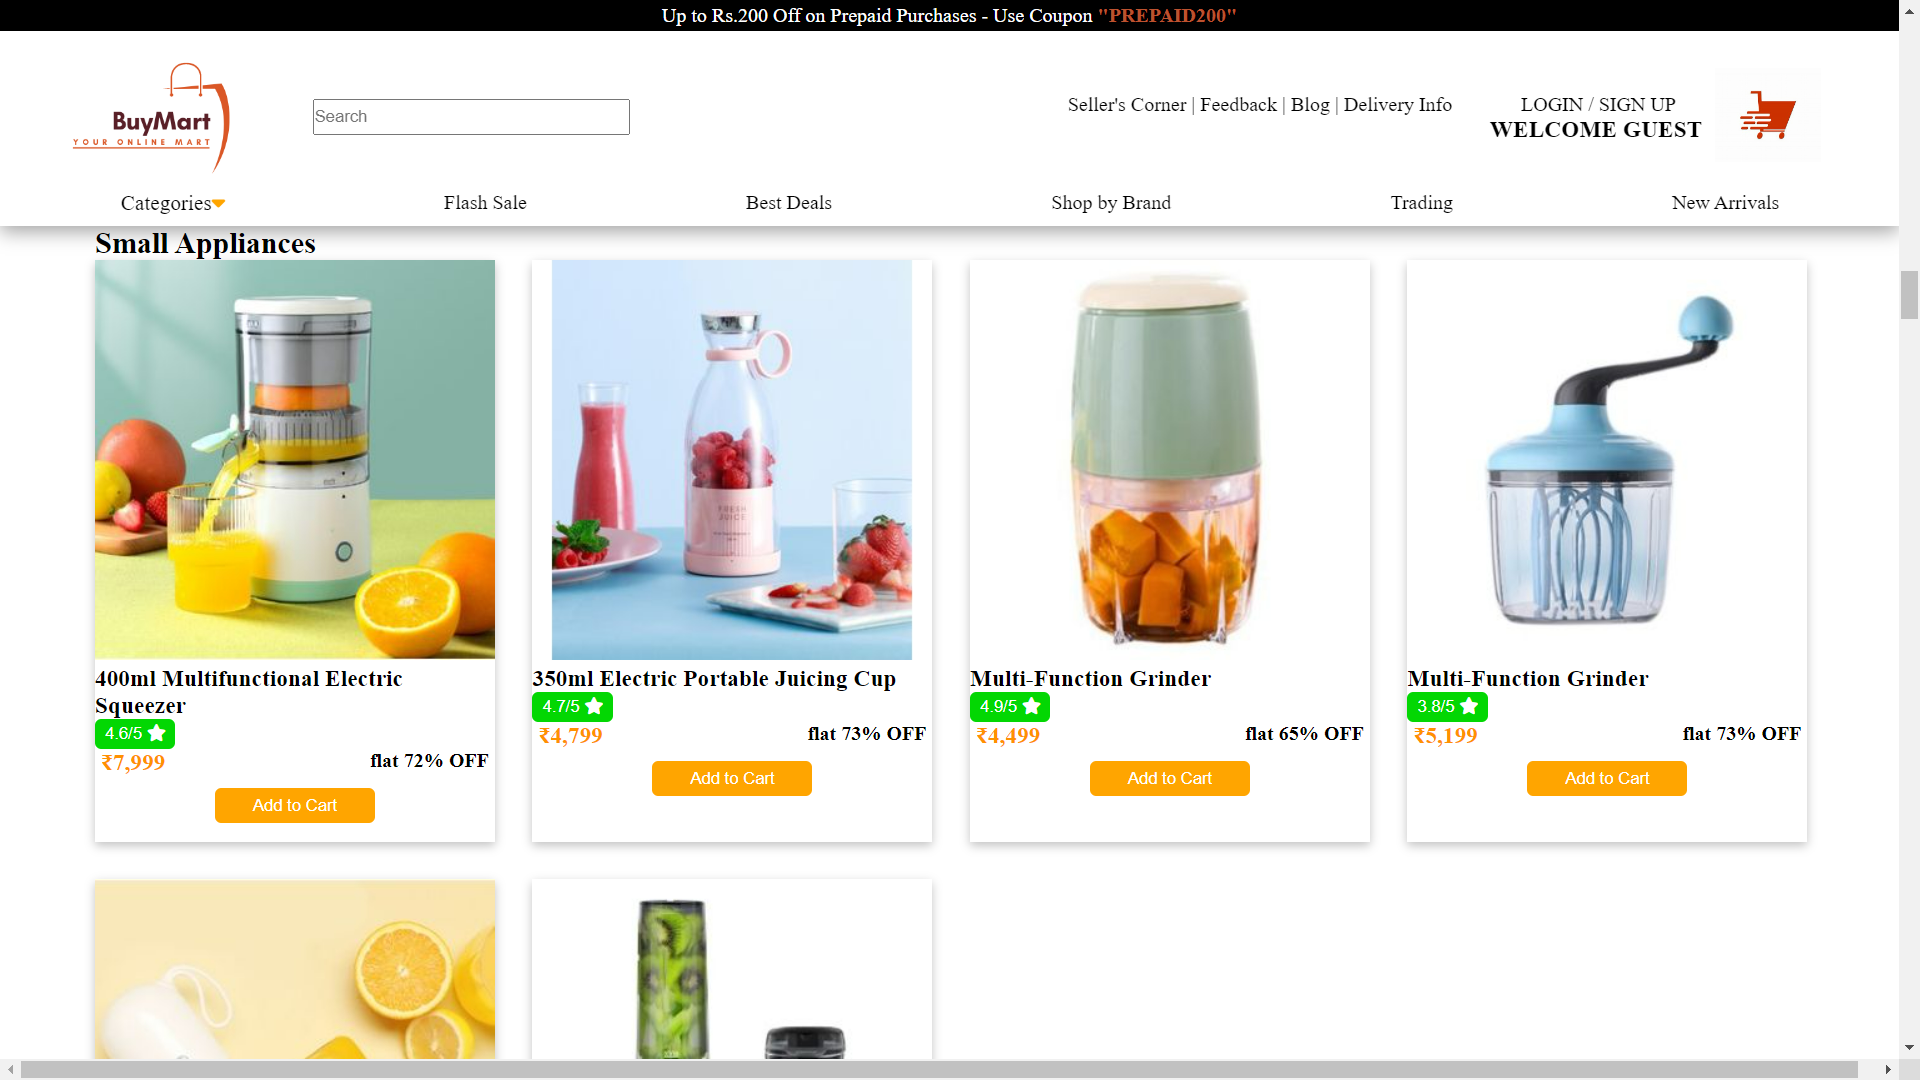 Up to Rs.200 Off on Prepaid Purchases - Use Coupon "PREPAID200"
BuyMart
YOUR ONLINE MART
Search
Seller's Corner | Feedback | Blog | Delivery Info
LOGIN / SIGN UP
WELCOME GUEST
Categories
Flash Sale
Best Deals
Shop by Brand
Trading
New Arrivals
Small Appliances
FRESH
JUICE
400ml Multifunctional Electric
Squeezer
4.6/5
₹7,999
flat 72% OFF
Add to Cart
350ml Electric Portable Juicing Cup
4.7/5
₹4,799
flat 73% OFF
Add to Cart
Multi-Function Grinder
4.9/5
₹4,499
flat 65% OFF
Add to Cart
Multi-Function Grinder
3.8/5
₹5,199
flat 73% OFF
Add to Cart